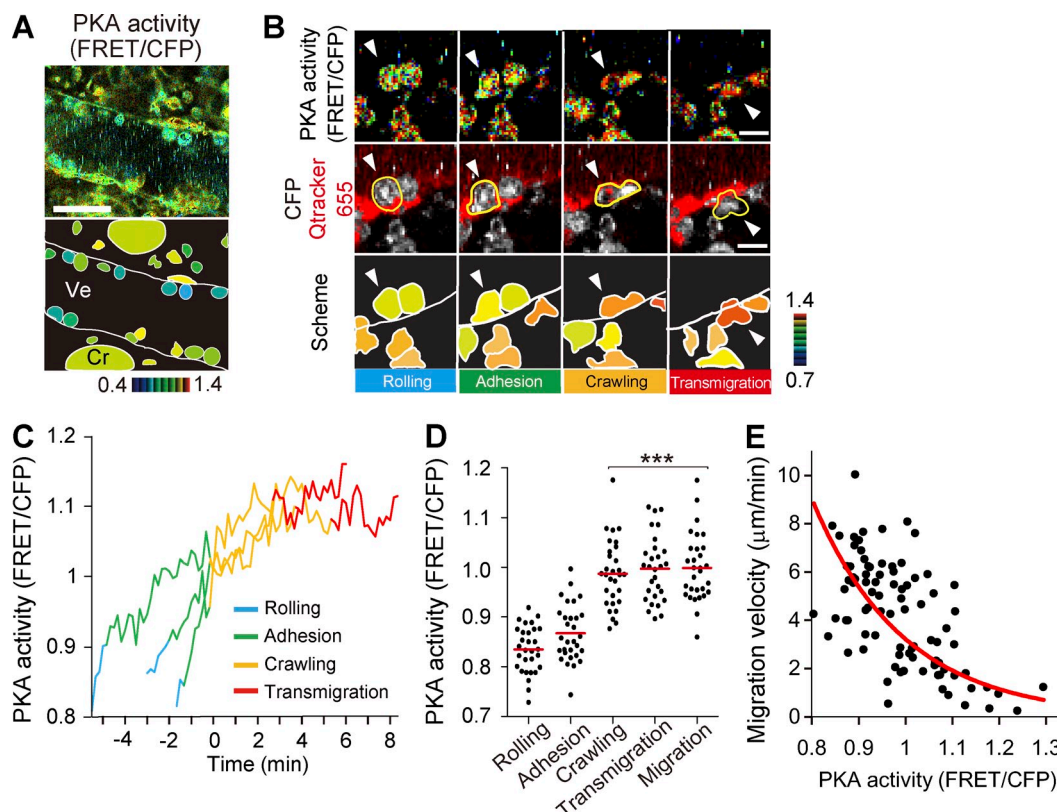 A
PKA activity
(FRET/CFP)
Ve
Cr
0.4
1.4
B
PKA activity
(FRET/CFP)
CFP
Qtracker
655
Scheme
Rolling
Adhesion
Crawling
Transmigration
1.4
0.7
C
PKA activity (FRET/CFP)
1.2
1.1
1
0.9
0.8
Rolling
Adhesion
Crawling
Transmigration
-4
-2
0
2
4
6
8
Time (min)
D
PKA activity (FRET/CFP)
1.2
1.1
1.0
0.9
0.8
0.7
***
Rolling
Adhesion
Crawling
Transmigration
Migration
E
Migration velocity (μm/min)
10
8
6
4
2
0
0.8
0.9
1
1.1
1.2
1.3
PKA activity (FRET/CFP)